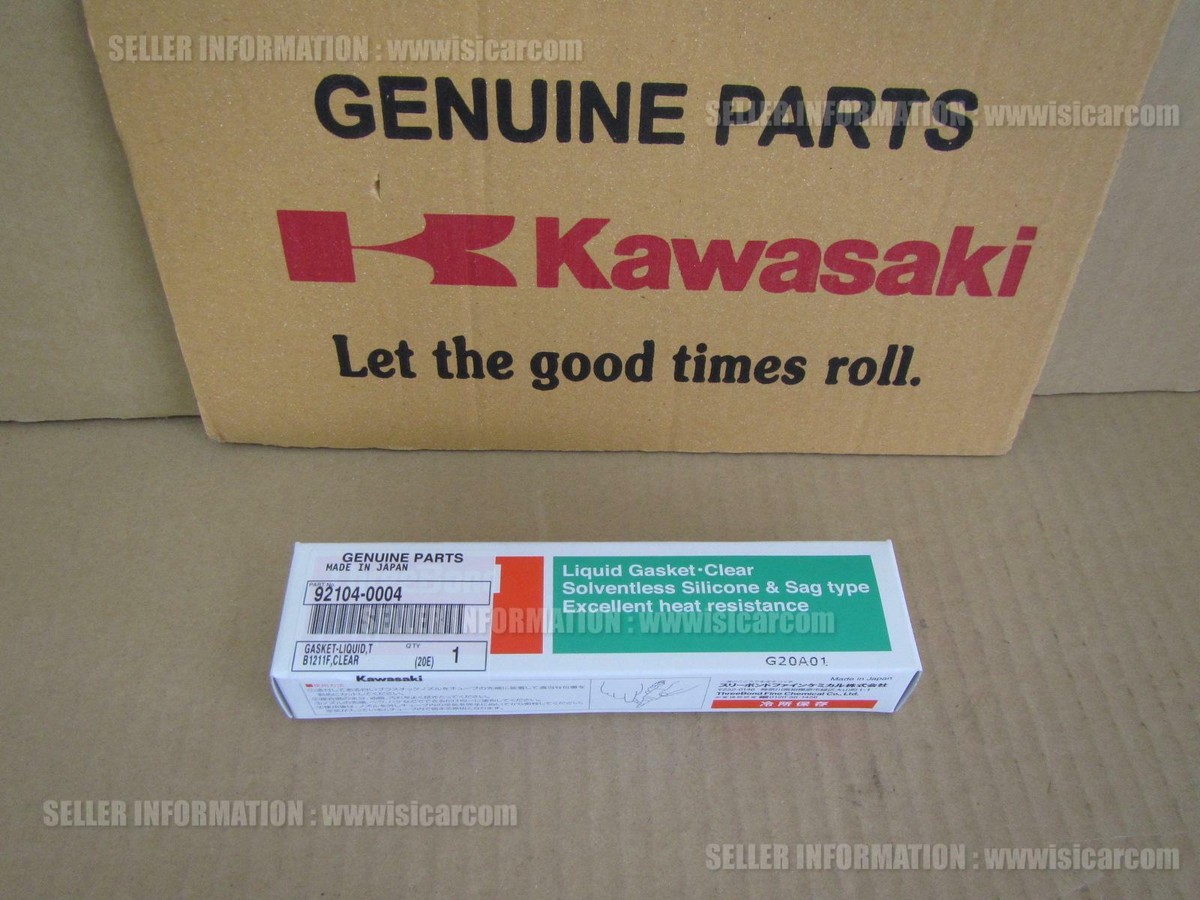 SELLER INFORMATION : wwwisicarcom
GENUINE PARTS
SELLER INFORMATION : wwwisicarcom
Kawasaki
Let the good times roll.
GENUINE PARTS
MADE IN JAPAN
PART No.
92104-0004
GASKET-LIQUID,T
B1211F,CLEAR
Q'TY
(20E)
1
Kawasaki
Liquid Gasket・Clear
Solventless Silicone & Sag type
Excellent heat resistance
SELLER INFORMATION : wwwisicarcom
G20A01
Made in Japan
スリーボンドファインケミカル株式会社
ThreeBond Fine Chemical Co., Ltd.
冷所保存
SELLER INFORMATION : wwwisicarcom
SELLER INFORMATION : wwwisicarcom